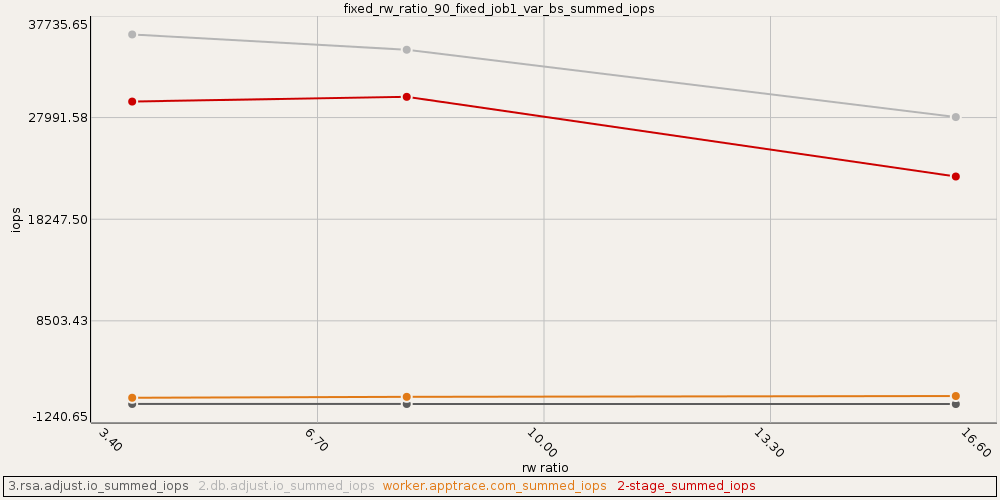 fixed_rw_ratio_90_fixed_job1_var_bs_summed_iops
37735.65
27991.58
18247.50
8503.43
-1240.65
iops
3.40
6.70
10.00
13.30
16.60
rw ratio
3.rsa.adjust.io_summed_iops 2.db.adjust.io_summed_iops worker.apptrace.com_summed_iops 2-stage_summed_iops